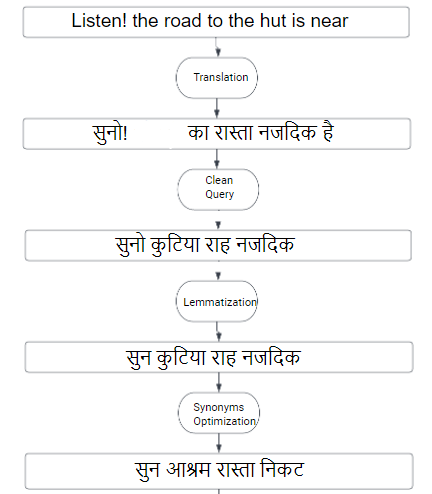 Listen! the road to the hut is near
Translation
सुनो! का रास्ता नजदिक है
Clean
Query
सुनो कुटिया राह नजदिक
Lemmatization
सुन कुटिया राह नजदिक
Synonyms
Optimization
सुन आश्रम रास्ता निकट